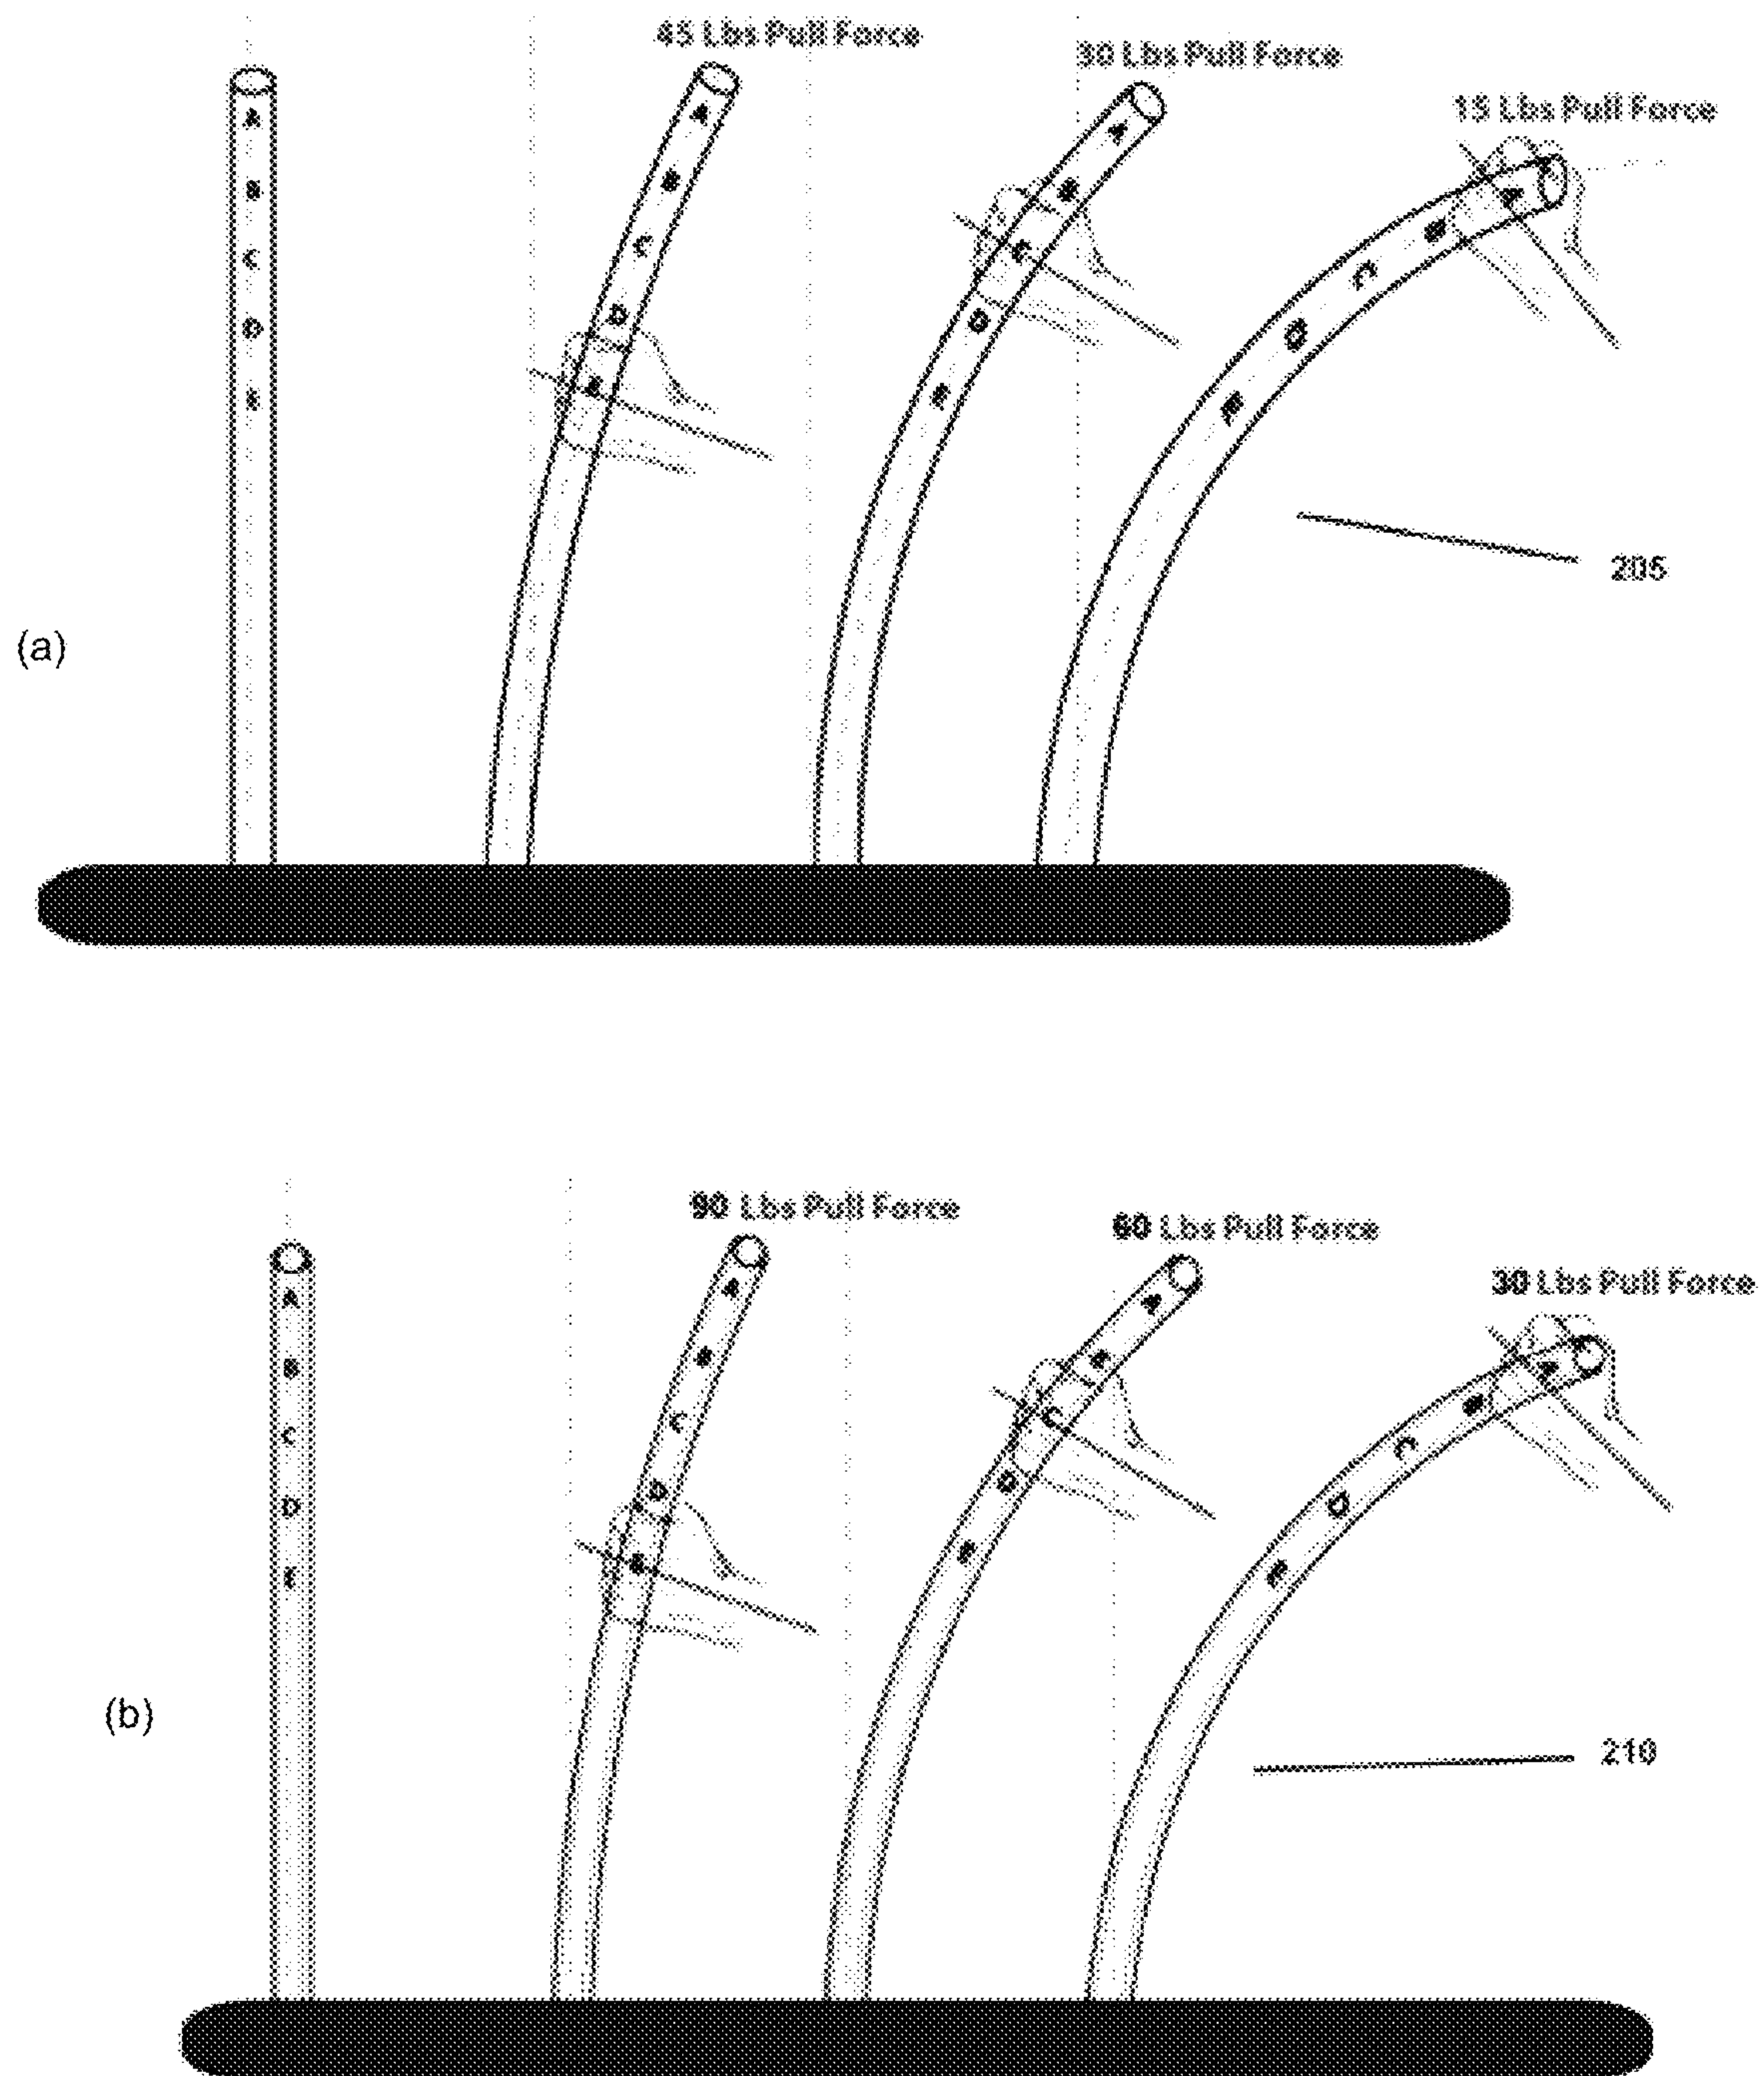 45 Lbs Pull Force
30 Lbs Pull Force
15 Lbs Pull Force
A
B
C
D
E
A
B
C
D
E
A
B
C
D
E
A
B
C
D
E
205
(a)
90 Lbs Pull Force
60 Lbs Pull Force
30 Lbs Pull Force
A
B
C
D
E
A
B
C
D
E
A
B
C
D
E
A
B
C
D
E
(b)
210